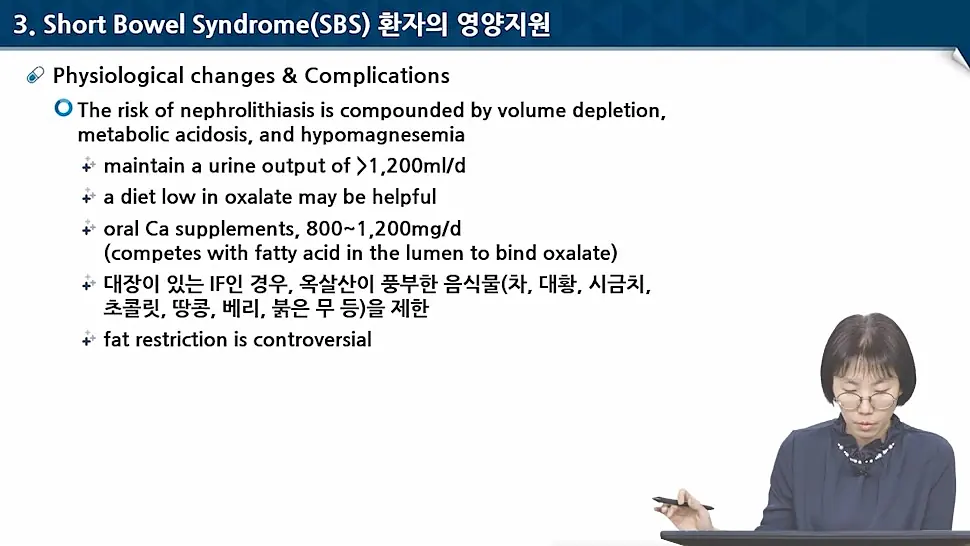 3. Short Bowel Syndrome(SBS) 환자의 영양지원
Physiological changes & Complications
The risk of nephrolithiasis is compounded by volume depletion,
metabolic acidosis, and hypomagnesemia
maintain a urine output of >1,200ml/d
a diet low in oxalate may be helpful
oral Ca supplements, 800~1,200mg/d
(competes with fatty acid in the lumen to bind oxalate)
대장이 있는 IF인 경우, 옥살산이 풍부한 음식물(차, 대황, 시금치,
초콜릿, 땅콩, 베리, 붉은 무 등)을 제한
fat restriction is controversial